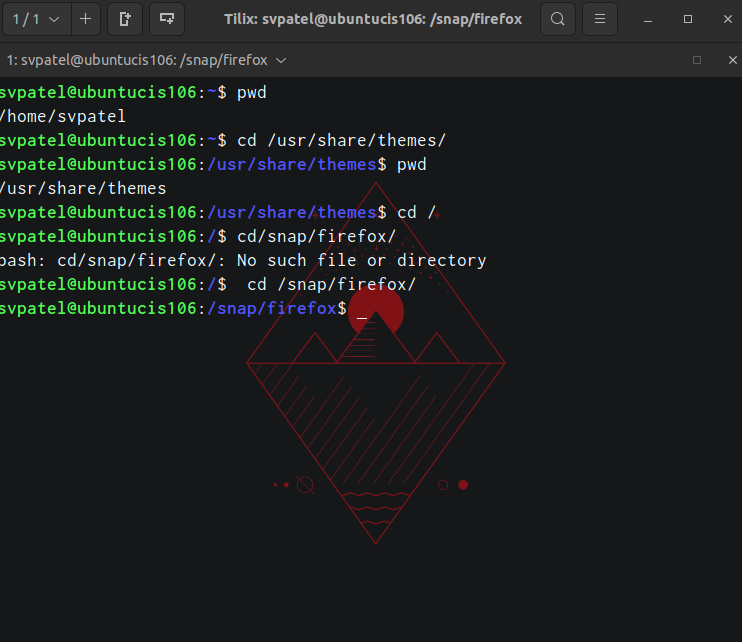 1 / 1
Tilix: svpatel@ubuntucis106: /snap/firefox
1: svpatel@ubuntucis106: /snap/firefox
svpatel@ubuntucis106:~$ pwd
/home/svpatel
svpatel@ubuntucis106:~$ cd /usr/share/themes/
svpatel@ubuntucis106:/usr/share/themes$ pwd
/usr/share/themes
svpatel@ubuntucis106:/usr/share/themes$ cd /
svpatel@ubuntucis106:/$ cd/snap/firefox/
bash: cd/snap/firefox/: No such file or directory
svpatel@ubuntucis106:/$  cd /snap/firefox/
svpatel@ubuntucis106:/snap/firefox$ _